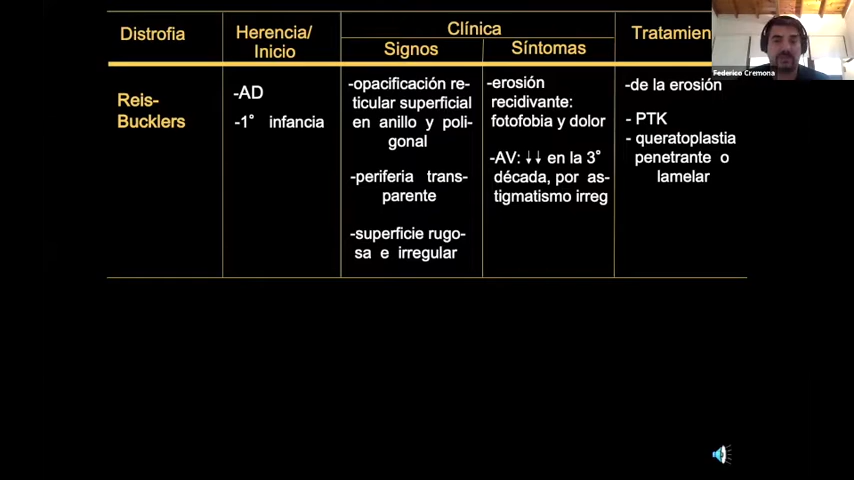 Distrofia
Herencia/
Inicio
Clínica
Signos
Síntomas
Tratamien
Federico Cremona
Reis-
Bucklers
-AD
-1° infancia
-opacificación re-
ticular superficial
en anillo y poli-
gonal
-periferia trans-
parente
-superficie rugo-
sa e irregular
-erosión
recidivante:
fotofobia y dolor
-AV: ↓↓ en la 3°
década, por as-
tigmatismo irreg
-de la erosión
- PTK
- queratoplastia
penetrante o
lamelar